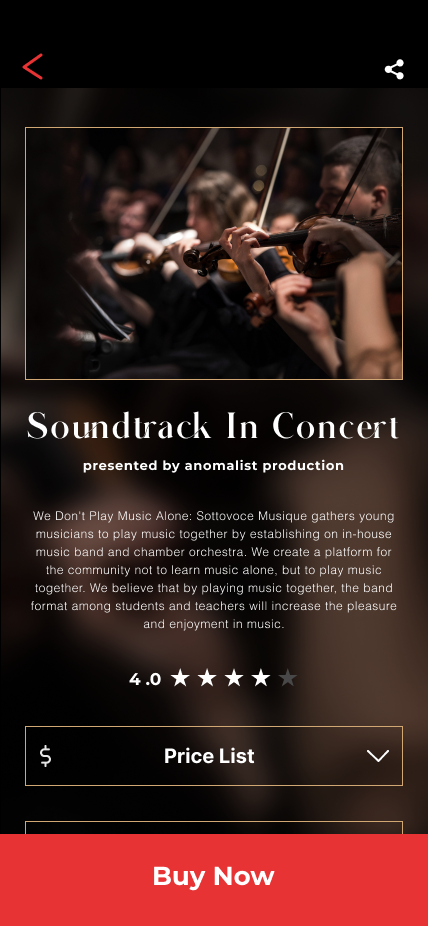 Soundtrack In Concert
presented by anomalist production
We Don't Play Music Alone: Sottovoce Musique gathers young
musicians to play music together by establishing on in-house
music band and chamber orchestra. We create a platform for
the community not to learn music alone, but to play music
together. We believe that by playing music together, the band
format among students and teachers will increase the pleasure
and enjoyment in music.
4.0
$ Price List
Buy Now